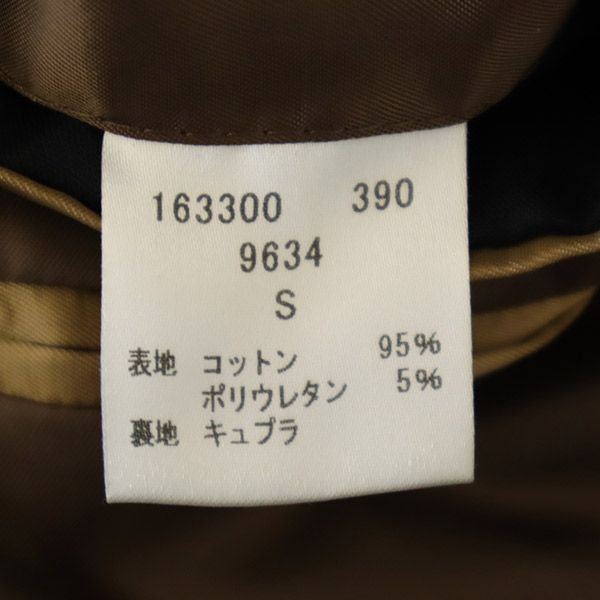 163300 390
9634
S
表地 コットン 95%
ポリウレタン 5%
裏地 キュプラ